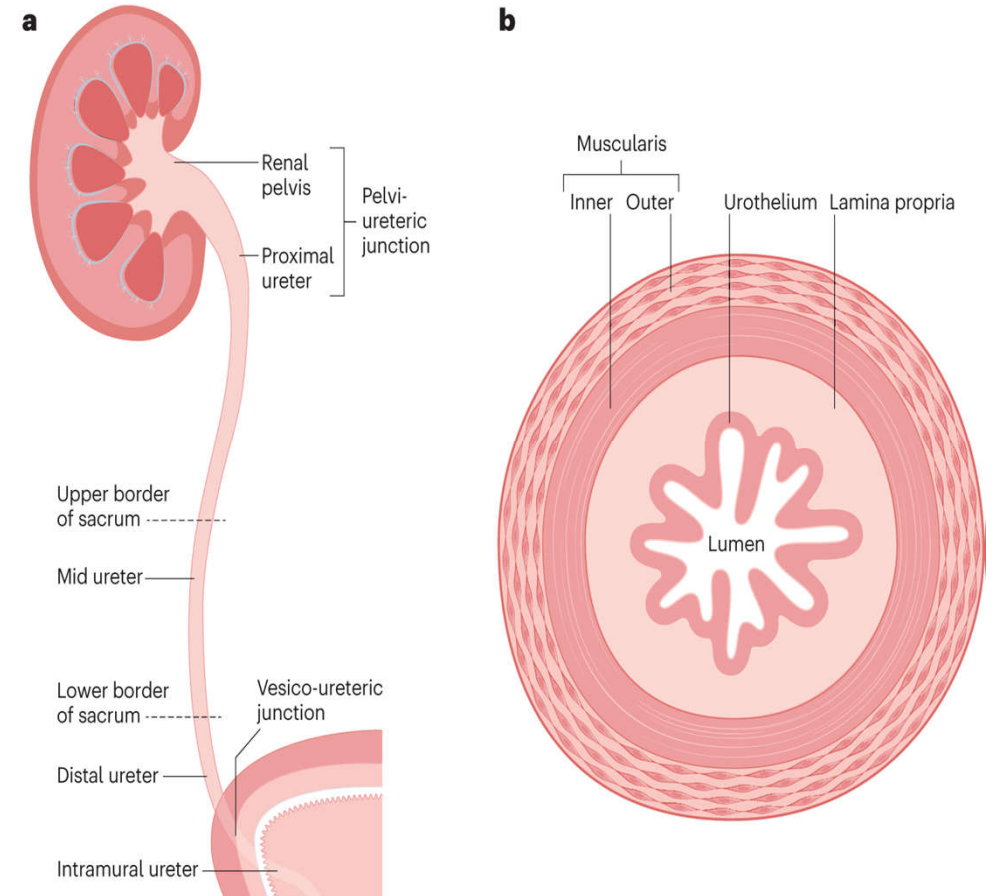 a
Renal
pelvis
Pelvi-
ureteric
junction
Proximal
ureter
Upper border
of sacrum
Mid ureter
Lower border
of sacrum
Vesico-ureteric
junction
Distal ureter
Intramural ureter
b
Muscularis
Inner Outer Urothelium Lamina propria
Lumen